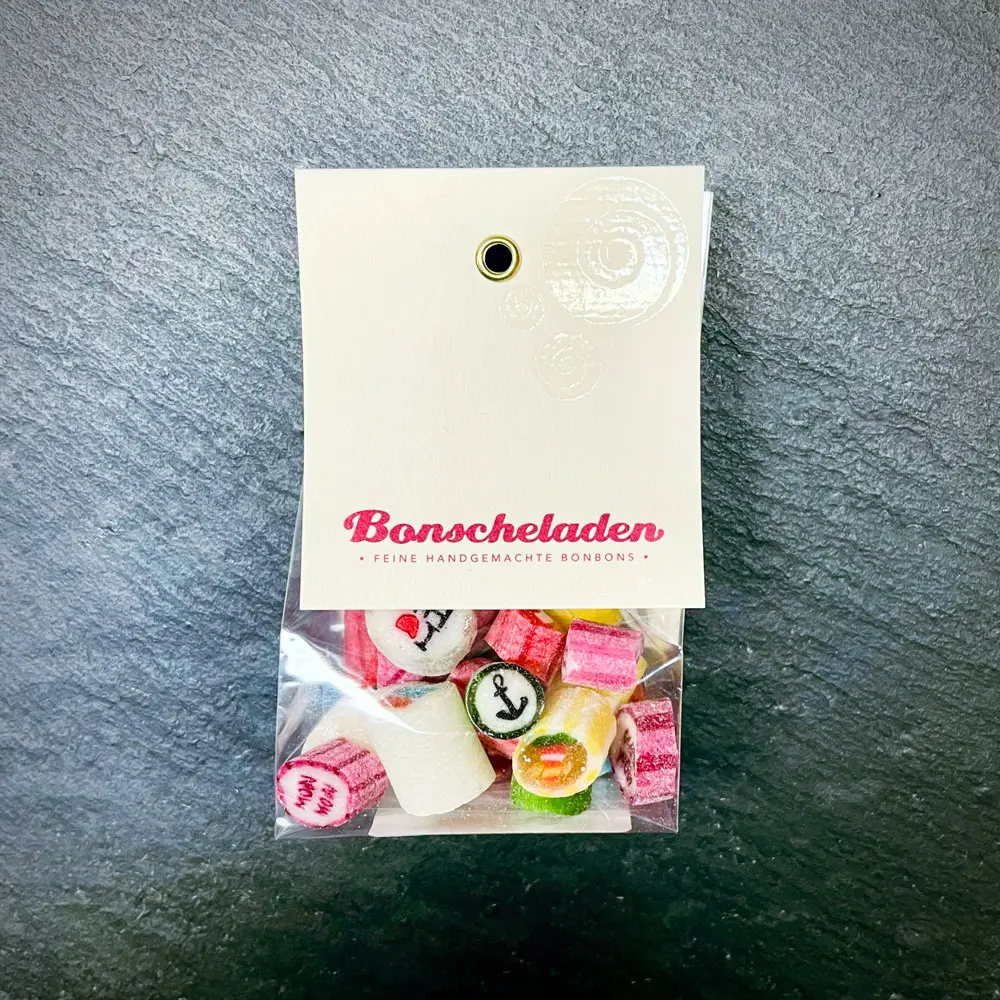 Bonscheladen
• FEINE HANDGEMACHTE BONBONS •